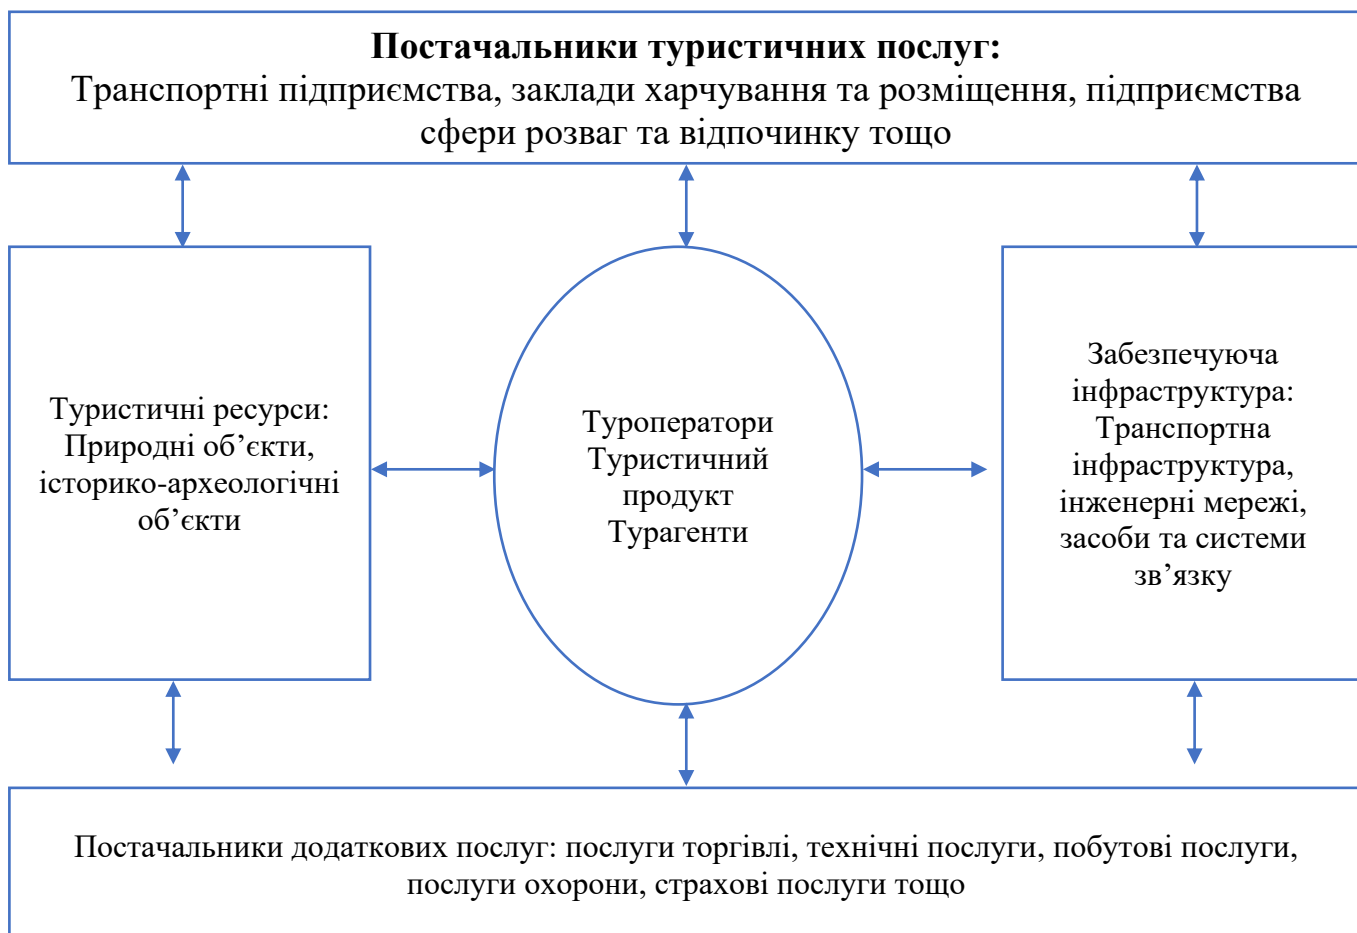 Постачальники туристичних послуг:
Транспортні підприємства, заклади харчування та розміщення, підприємства
сфери розваг та відпочинку тощо
Туристичні ресурси:
Природні об’єкти,
історико-археологічні
об’єкти
Туроператори
Туристичний
продукт
Турагенти
Забезпечуюча
інфраструктура:
Транспортна
інфраструктура,
інженерні мережі,
засоби та системи
зв’язку
Постачальники додаткових послуг: послуги торгівлі, технічні послуги, побутові послуги,
послуги охорони, страхові послуги тощо